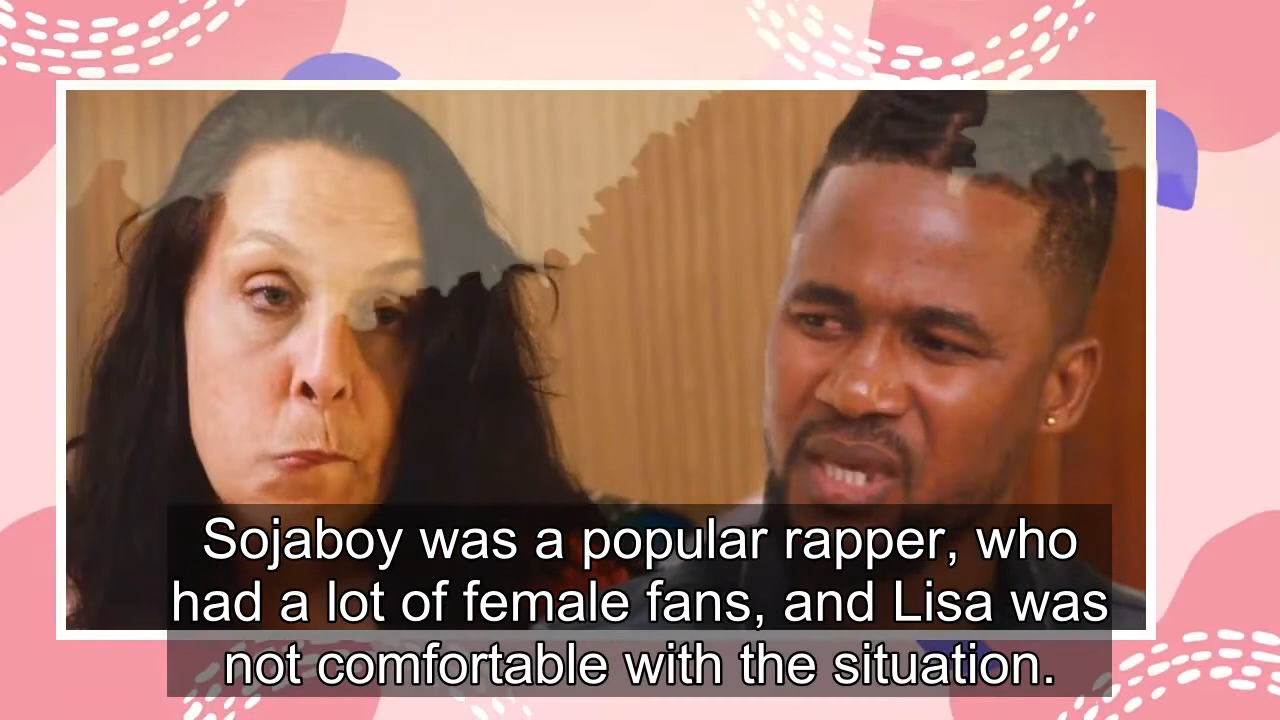 Sojaboy was a popular rapper, who
had a lot of female fans, and Lisa was
not comfortable with the situation.